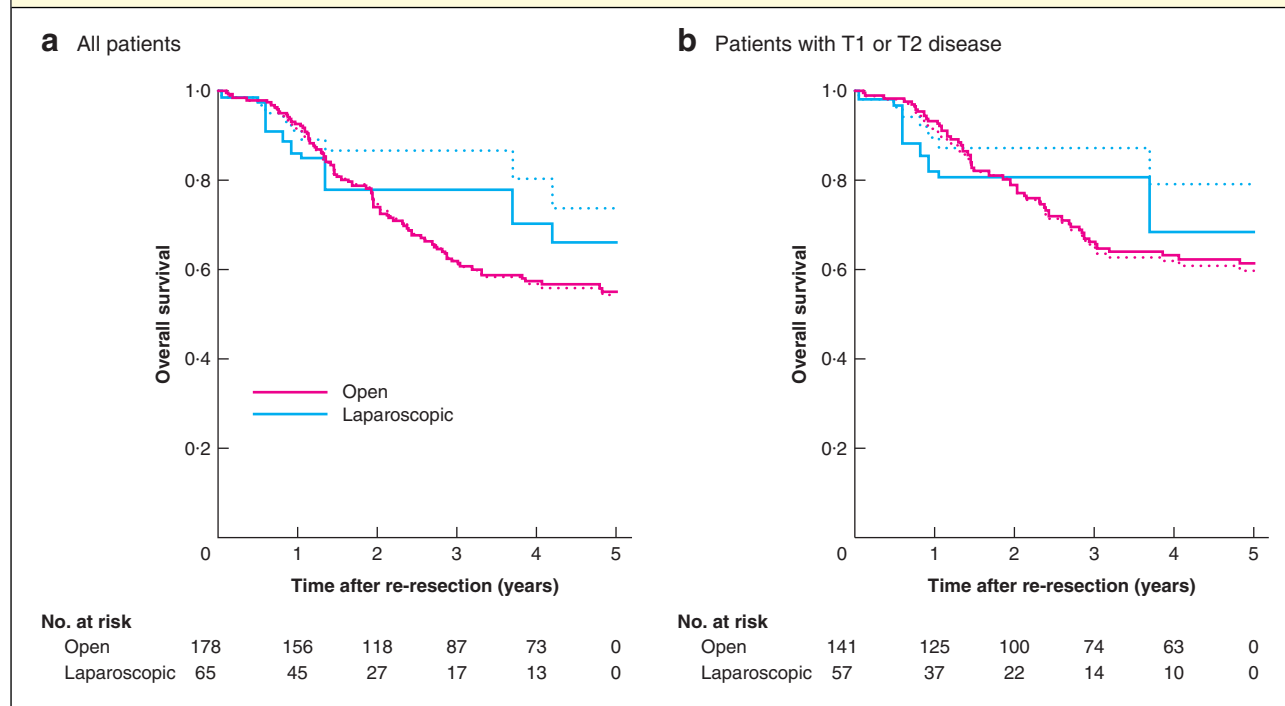 a All patients
1·0
0·8
0·6
0·4
0·2
0 1 2 3 4 5
Overall survival
Open
Laparoscopic
Time after re-resection (years)
No. at risk
Open 178 156 118 87 73 0
Laparoscopic 65 45 27 17 13 0
b Patients with T1 or T2 disease
1·0
0·8
0·6
0·4
0·2
0 1 2 3 4 5
Overall survival
Time after re-resection (years)
No. at risk
Open 141 125 100 74 63 0
Laparoscopic 57 37 22 14 10 0